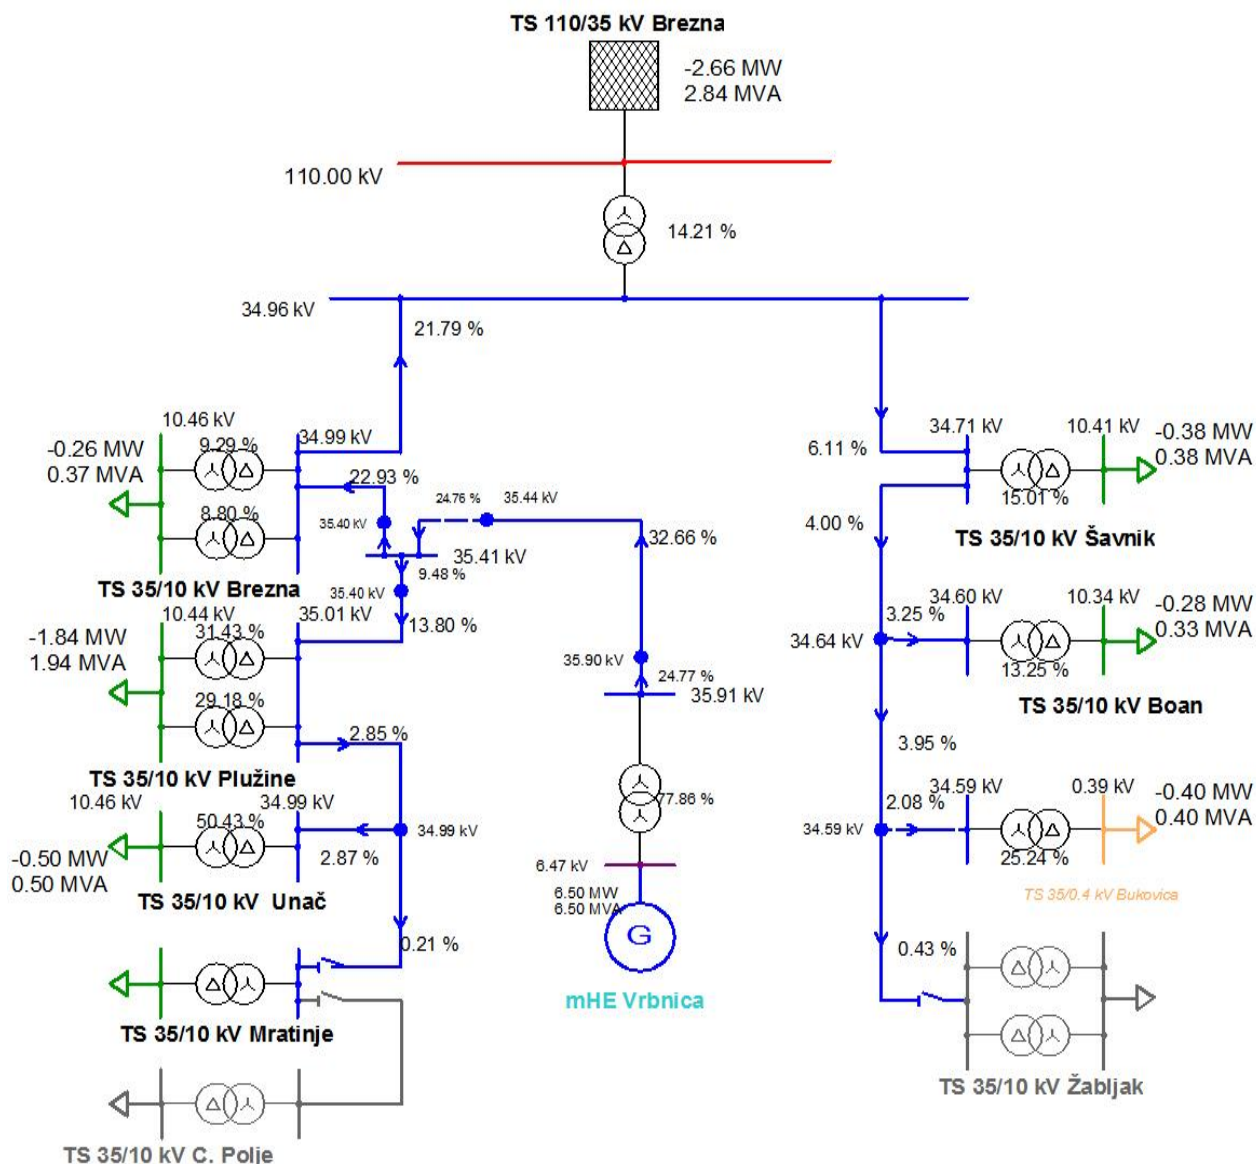 TS 110/35 kV Brezna
-2.66 MW
2.84 MVA
110.00 kV
14.21 %
34.96 kV
21.79 %
10.46 kV
9.29 %
34.99 kV
-0.26 MW
0.37 MVA
22.93 %
8.80 %
35.40 kV
24.76 %
35.44 kV
32.66 %
35.41 kV
9.48 %
TS 35/10 kV Brezna
35.40 kV
10.44 kV
35.01 kV
13.80 %
31.43 %
-1.84 MW
1.94 MVA
29.18 %
35.90 kV
24.77 %
35.91 kV
2.85 %
TS 35/10 kV Plužine
10.46 kV
34.99 kV
50.43 %
34.99 kV
-0.50 MW
0.50 MVA
2.87 %
TS 35/10 kV Unač
77.86 %
6.47 kV
6.50 MW
6.50 MVA
G
mHE Vrbnica
0.21 %
TS 35/10 kV Mratinje
TS 35/10 kV C. Polje
6.11 %
34.71 kV
10.41 kV
-0.38 MW
0.38 MVA
15.01 %
4.00 %
TS 35/10 kV Šavnik
34.60 kV
10.34 kV
-0.28 MW
0.33 MVA
3.25 %
34.64 kV
13.25 %
TS 35/10 kV Boan
3.95 %
34.59 kV
0.39 kV
-0.40 MW
0.40 MVA
2.08 %
34.59 kV
25.24 %
TS 35/0.4 kV Bukovica
0.43 %
TS 35/10 kV Žabljak